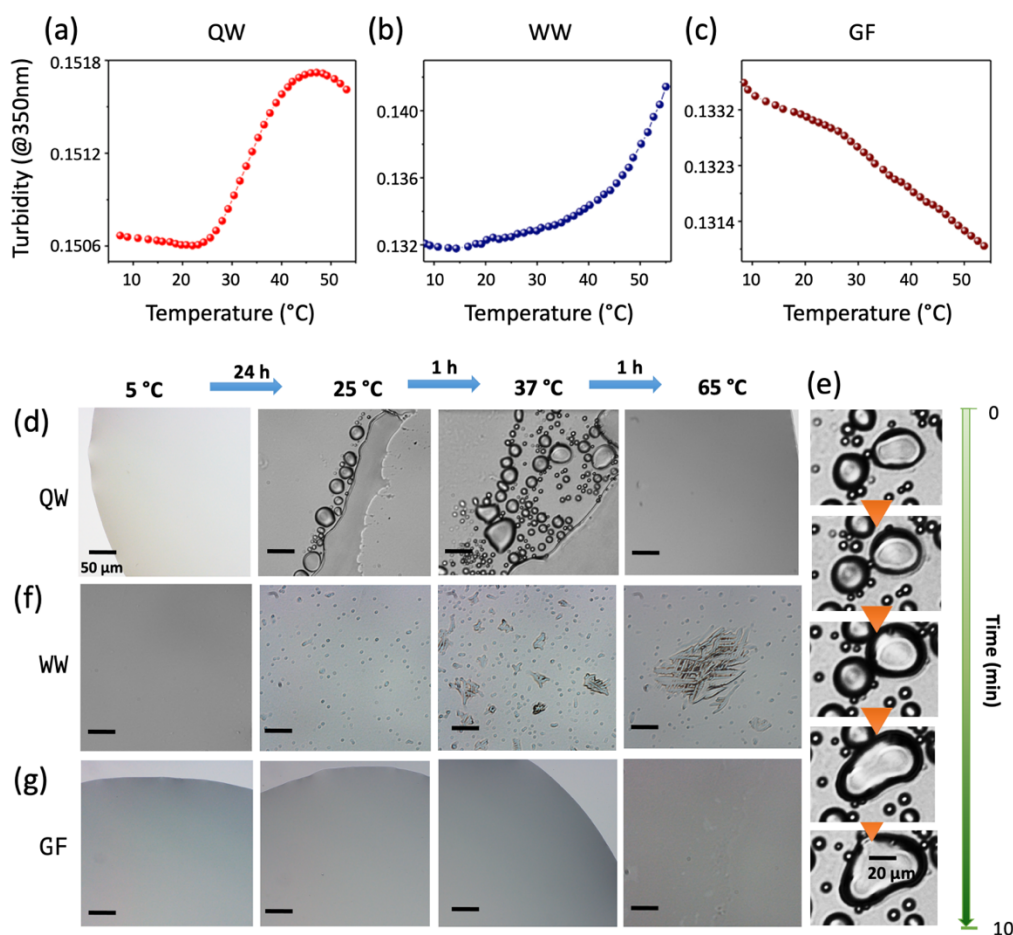 (a) QW
(b) WW
(c) GF
Turbidity (@350nm)
0.1518
0.1512
0.1506
10 20 30 40 50
Temperature (°C)
0.140
0.136
0.132
10 20 30 40 50
Temperature (°C)
0.1332
0.1323
0.1314
10 20 30 40 50
Temperature (°C)
5 °C 24 h 25 °C 1 h 37 °C 1 h 65 °C
(d)
QW
50 µm
(f)
WW
(g)
GF
(e)
0
Time (min)
20 µm
10